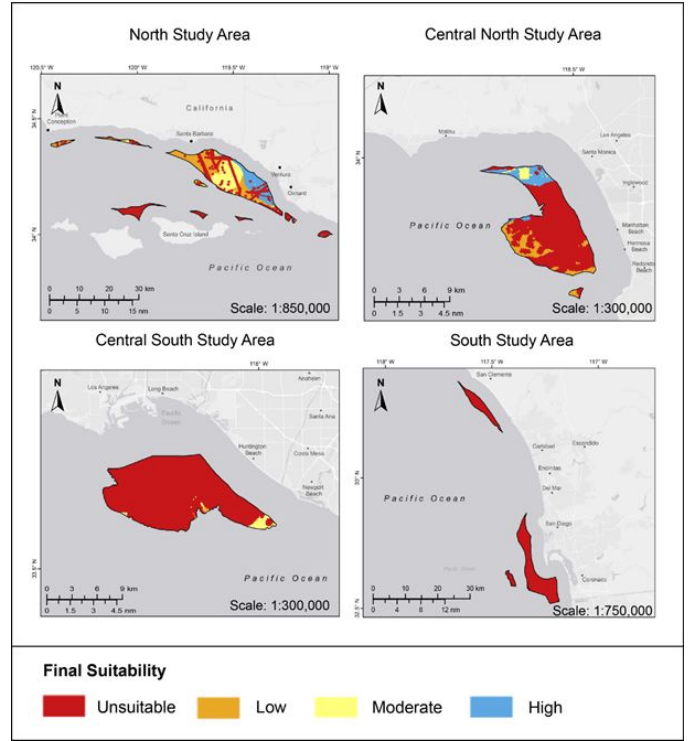 North Study Area
120.5° W
120° W
119.5° W
119° W
N
California
Point
Conception
Santa Barbara
Ventura
Oxnard
34.5° N
34° N
Santa Cruz Island
Pacific Ocean
0 10 20 30 km
0 5 10 15 nm
Scale: 1:850,000
Central North Study Area
118.5° W
N
Malibu
Los Angeles
Santa Monica
Inglewood
Manhattan
Beach
Hermosa
Beach
Redondo
Beach
34° N
Pacific Ocean
0 3 6 9 km
0 1.5 3 4.5 nm
Scale: 1:300,000
Central South Study Area
118° W
N
Los Angeles
Long Beach
Anaheim
Santa Ana
Huntington
Beach
Costa Mesa
Newport
Beach
33.5° N
Pacific Ocean
0 3 6 9 km
0 1.5 3 4.5 nm
Scale: 1:300,000
South Study Area
118° W
117.5° W
117° W
N
San Clemente
Carlsbad
Escondido
Encinitas
Del Mar
San Diego
Coronado
33° N
32.5° N
Pacific Ocean
0 10 20 30 km
0 4 8 12 nm
Scale: 1:750,000
Final Suitability
Unsuitable
Low
Moderate
High